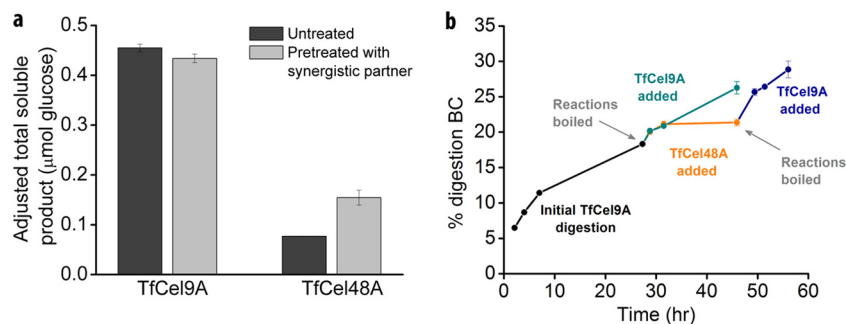 a
0.5
0.4
0.3
0.2
0.1
0.0
Adjusted total soluble
product (μmol glucose)
Untreated
Pretreated with
synergistic partner
TfCel9A
TfCel48A
b
35
30
25
20
15
10
5
0
% digestion BC
TfCel9A
added
Reactions
boiled
TfCel9A
added
TfCel48A
added
Reactions
boiled
Initial TfCel9A
digestion
0
10
20
30
40
50
60
Time (hr)